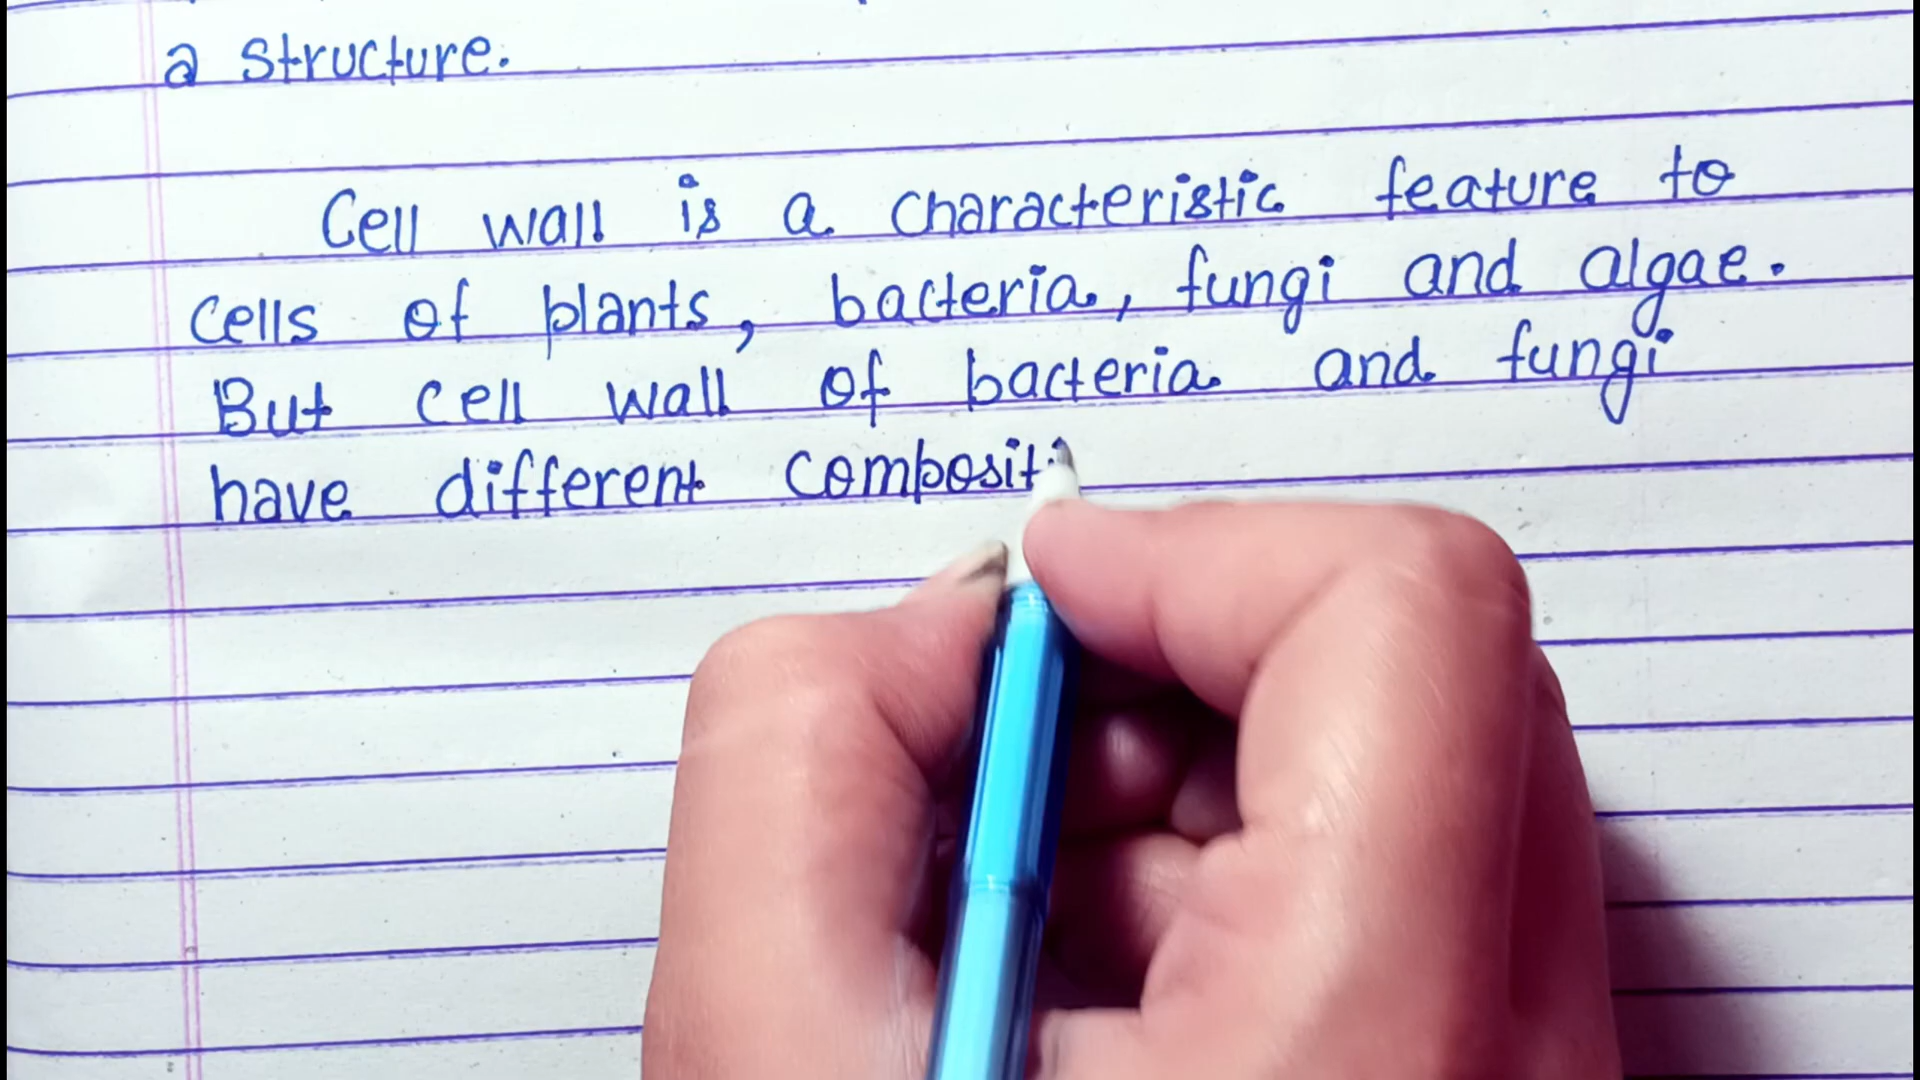 a structure.
Cell wall is a characteristic feature to
cells of plants, bacteria, fungi and algae.
But cell wall of bacteria and fungi
have different compositi